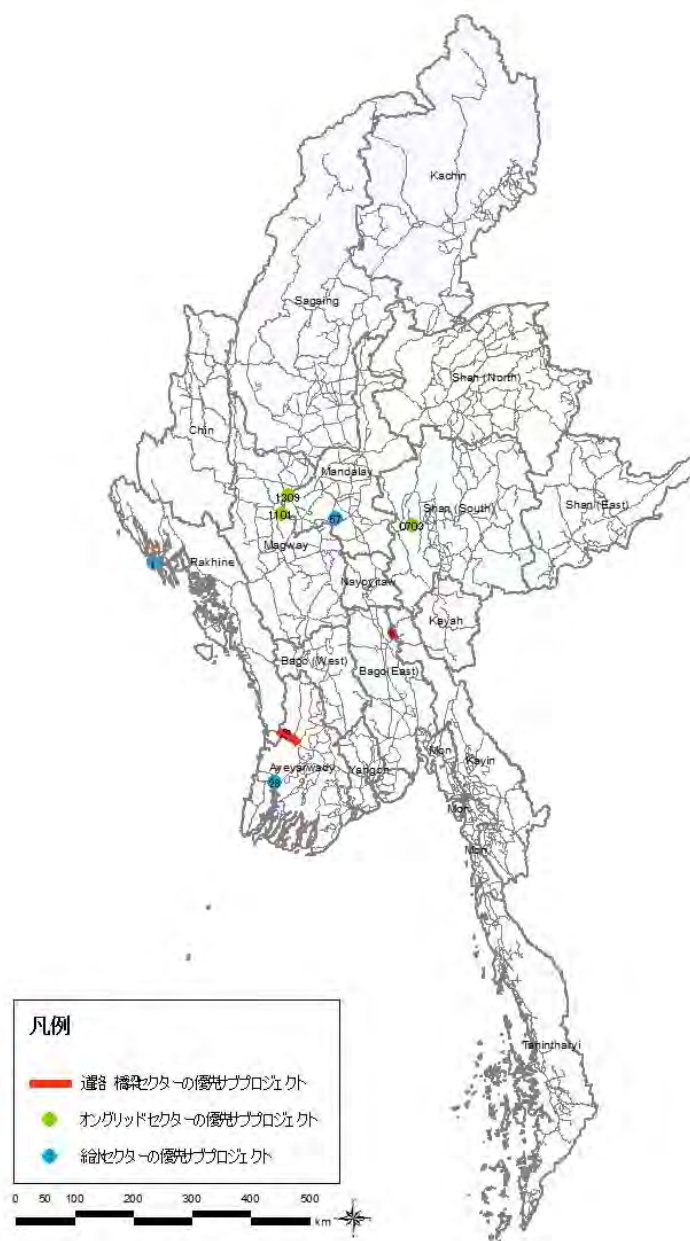 Kachin
Sagaing
Shan (North)
Chin
Mandalay
1309
1101
67
0703
Shan (South)
Shan (East)
Magway
Rakhine
Naypyitaw
Kayah
Bago (West)
Bago (East)
Ayeyarwady
Yangon
Mon
Kayin
28
Mon
Mon
Tanintharyi
凡例
道路 橋梁セクターの優先サブプロジェクト
オングリッドセクターの優先サブプロジェクト
給水セクターの優先サブプロジェクト
0 50 100 200 300 400 500
km